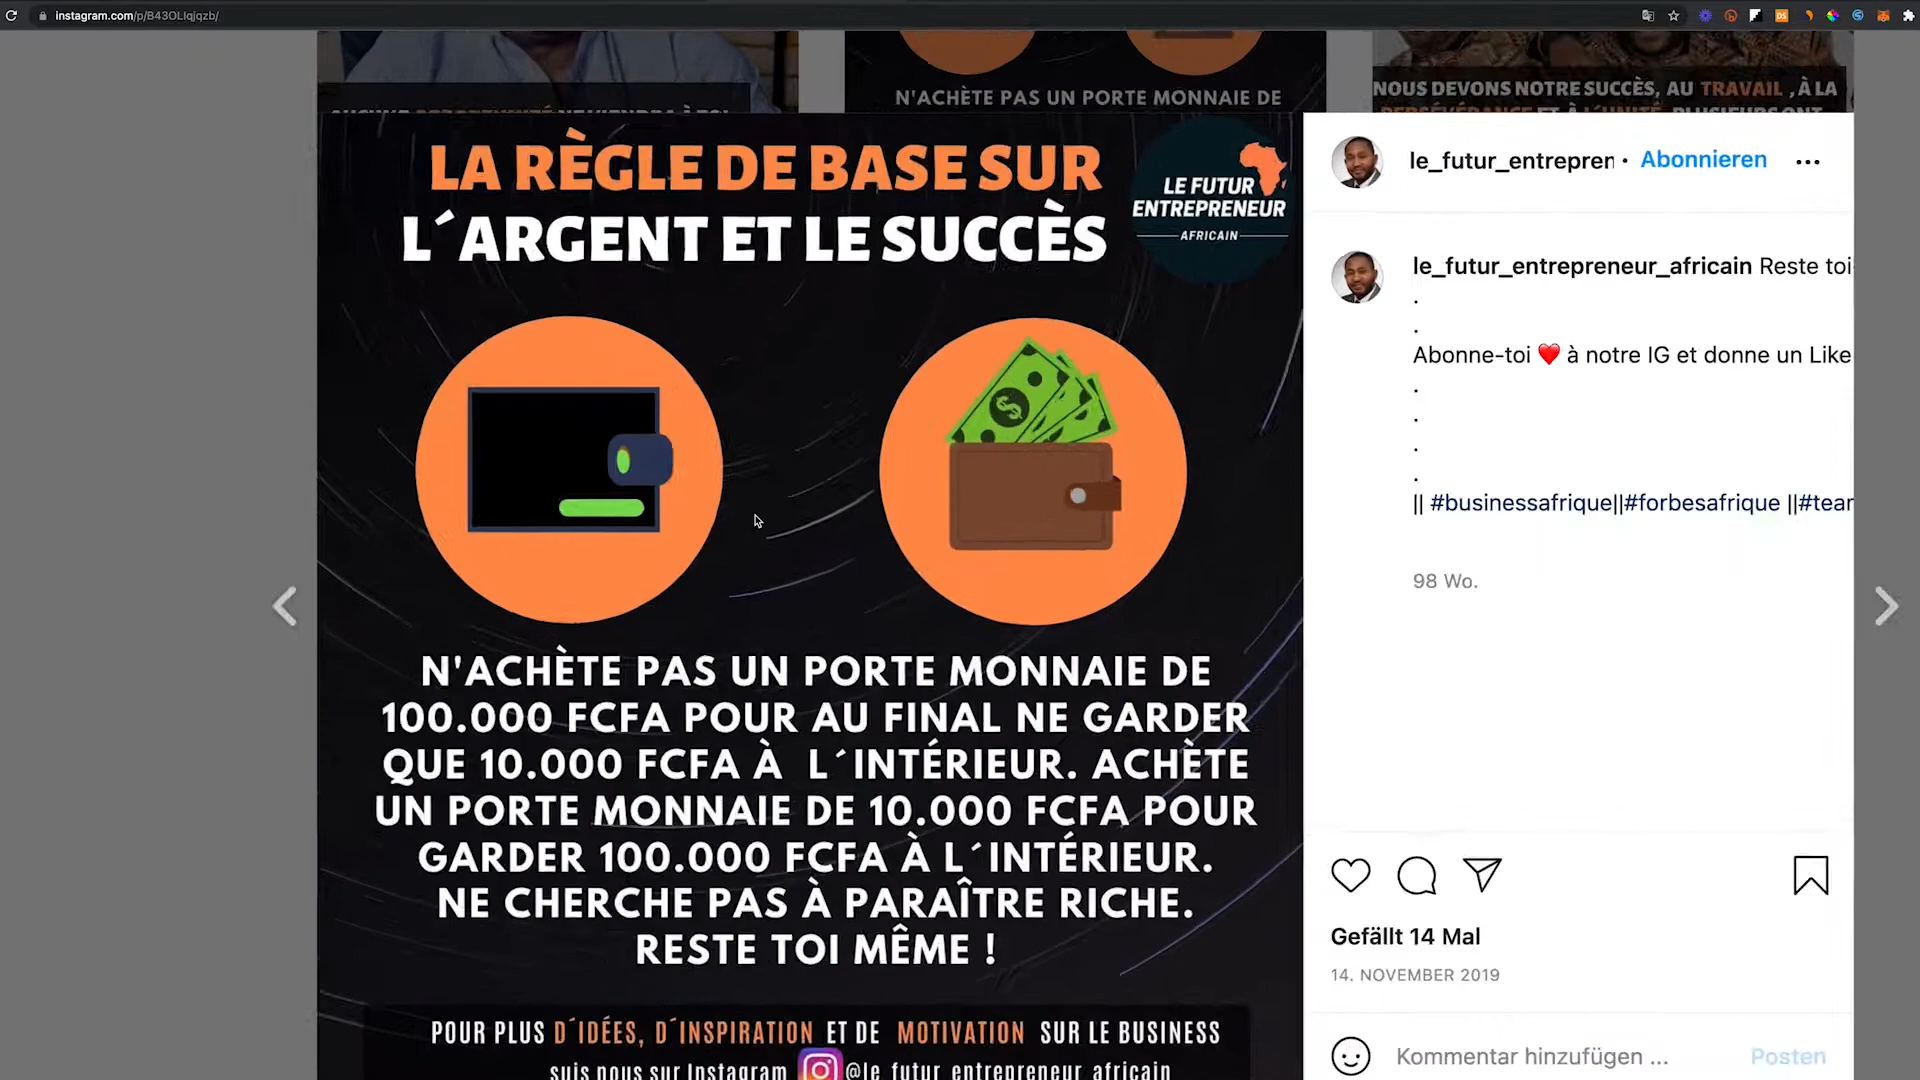 instagram.com/p/B43OLIqjqzb/
N'ACHÈTE PAS UN PORTE MONNAIE DE
NOUS DEVONS NOTRE SUCCÈS, AU TRAVAIL , À LA
LA RÈGLE DE BASE SUR
L´ARGENT ET LE SUCCÈS
LE FUTUR
ENTREPRENEUR
AFRICAIN
N'ACHÈTE PAS UN PORTE MONNAIE DE
100.000 FCFA POUR AU FINAL NE GARDER
QUE 10.000 FCFA À L´INTÉRIEUR. ACHÈTE
UN PORTE MONNAIE DE 10.000 FCFA POUR
GARDER 100.000 FCFA À L´INTÉRIEUR.
NE CHERCHE PAS À PARAÎTRE RICHE.
RESTE TOI MÊME !
POUR PLUS D´IDÉES, D´INSPIRATION ET DE MOTIVATION SUR LE BUSINESS
suis nous sur Instagram @le_futur_entrepreneur_africain
le_futur_entrepren • Abonnieren
le_futur_entrepreneur_africain Reste toi
.
.
Abonne-toi ❤️ à notre IG et donne un Like
.
.
.
.
|| #businessafrique||#forbesafrique ||#tear
98 Wo.
Gefällt 14 Mal
14. NOVEMBER 2019
Kommentar hinzufügen ...
Posten